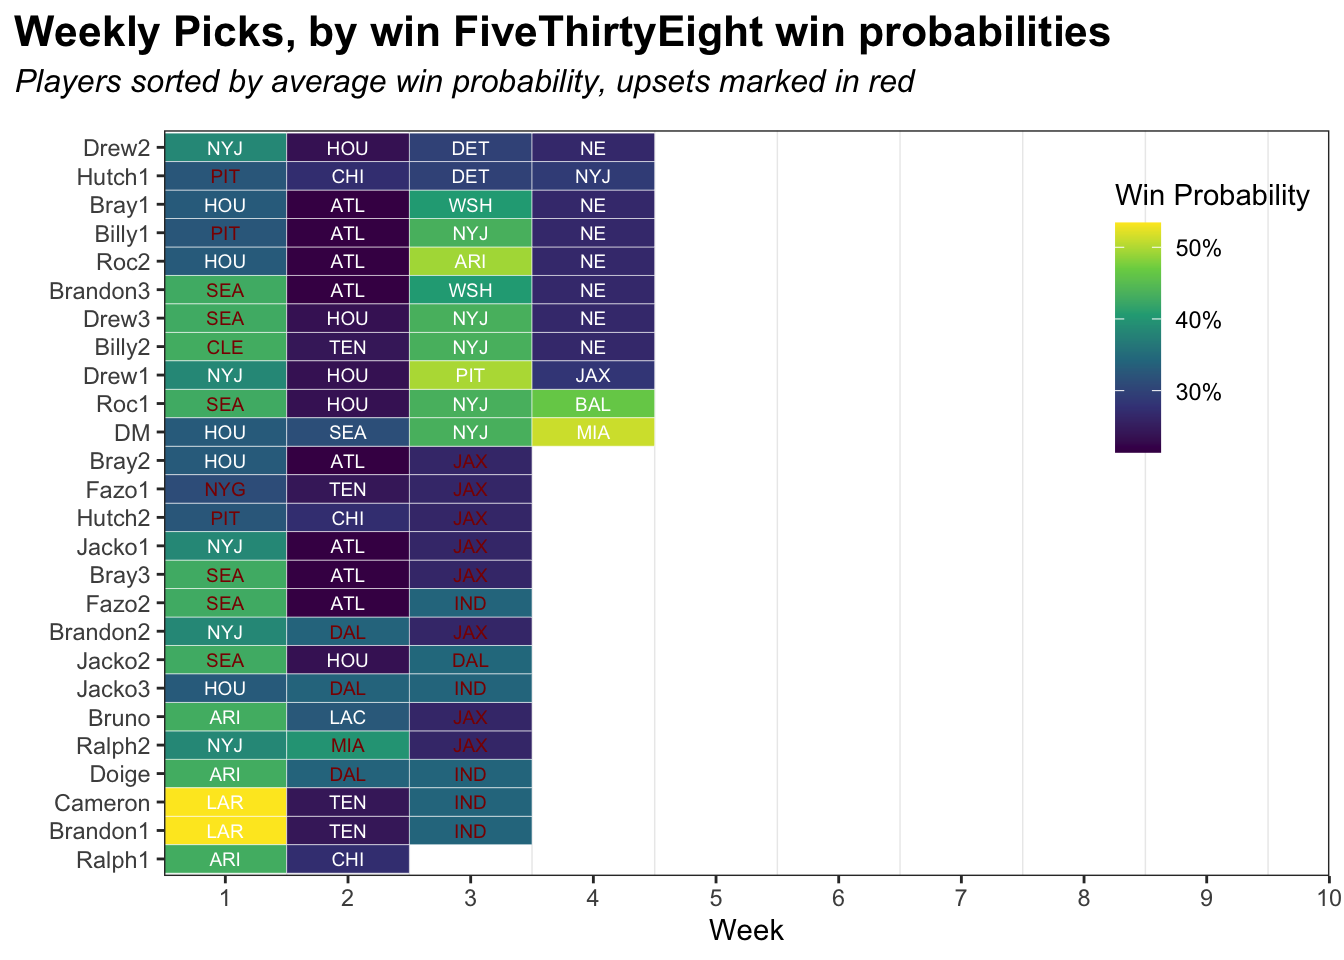 Weekly Picks, by win FiveThirtyEight win probabilities
Players sorted by average win probability, upsets marked in red
Drew2 NYJ HOU DET NE
Hutch1 PIT CHI DET NYJ
Bray1 HOU ATL WSH NE
Billy1 PIT ATL NYJ NE
Roc2 HOU ATL ARI NE
Brandon3 SEA ATL WSH NE
Drew3 SEA HOU NYJ NE
Billy2 CLE TEN NYJ NE
Drew1 NYJ HOU PIT JAX
Roc1 SEA HOU NYJ BAL
DM HOU SEA NYJ MIA
Bray2 HOU ATL JAX
Fazo1 NYG TEN JAX
Hutch2 PIT CHI JAX
Jacko1 NYJ ATL JAX
Bray3 SEA ATL JAX
Fazo2 SEA ATL IND
Brandon2 NYJ DAL JAX
Jacko2 SEA HOU DAL
Jacko3 HOU DAL IND
Bruno ARI LAC JAX
Ralph2 NYJ MIA JAX
Doige ARI DAL IND
Cameron LAR TEN IND
Brandon1 LAR TEN IND
Ralph1 ARI CHI
1 2 3 4 5 6 7 8 9 10
Week
Win Probability
50%
40%
30%